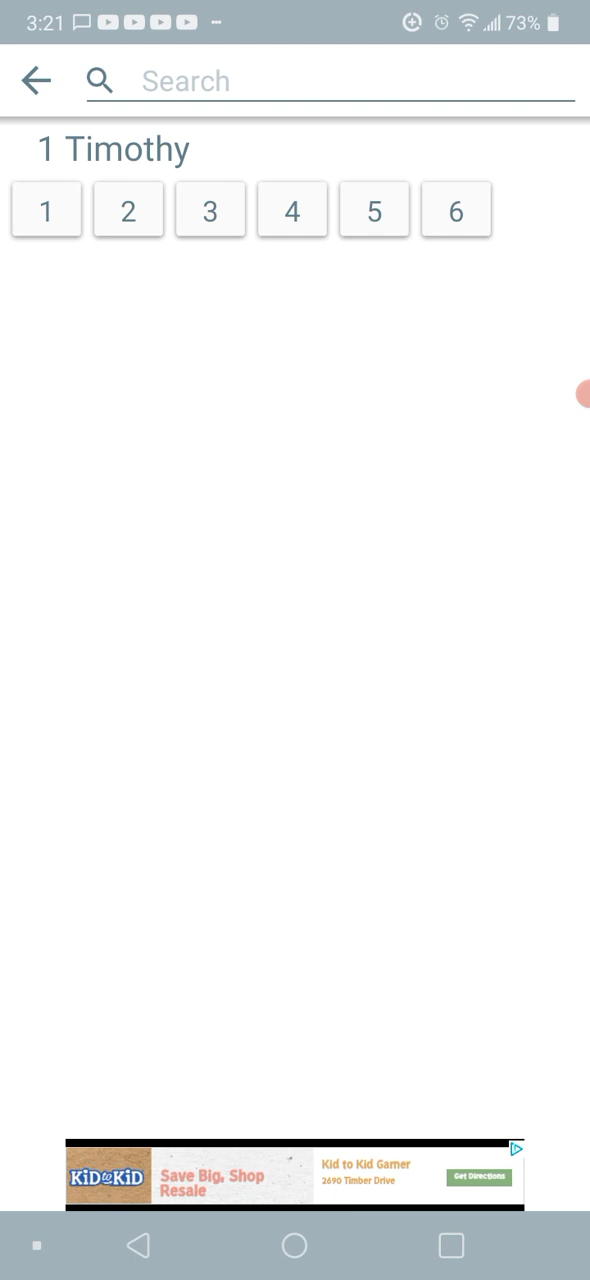 3:21 73%
Search
1 Timothy
1 2 3 4 5 6
KiD to KiD
Save Big, Shop
Resale
Kid to Kid Garner
2690 Timber Drive
Get Directions